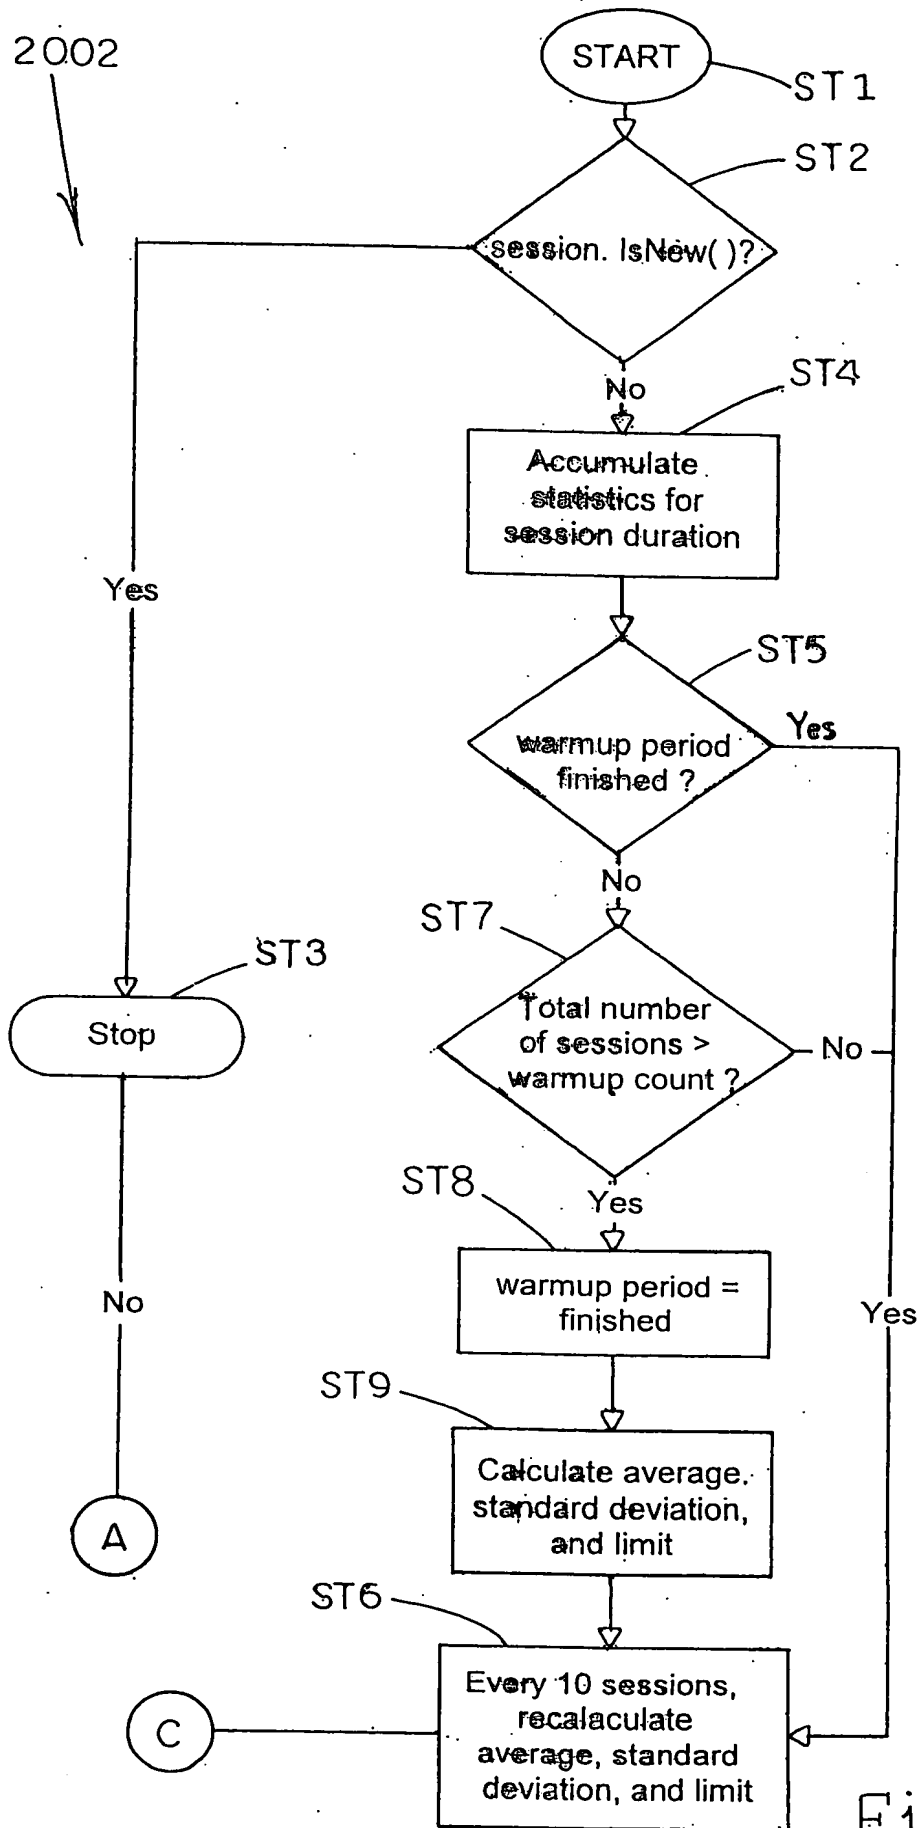 2002
START
ST1
ST2
session. IsNew( )?
No
ST4
Accumulate
statistics for
session duration
Yes
ST5
Yes
warmup period
finished ?
No
ST7
ST3
Total number
of sessions >
warmup count ?
No
Stop
ST8
Yes
warmup period =
finished
No
Yes
ST9
Calculate average.
standard deviation,
and limit
A
ST6
Every 10 sessions,
recalaculate
average, standard
deviation, and limit
C